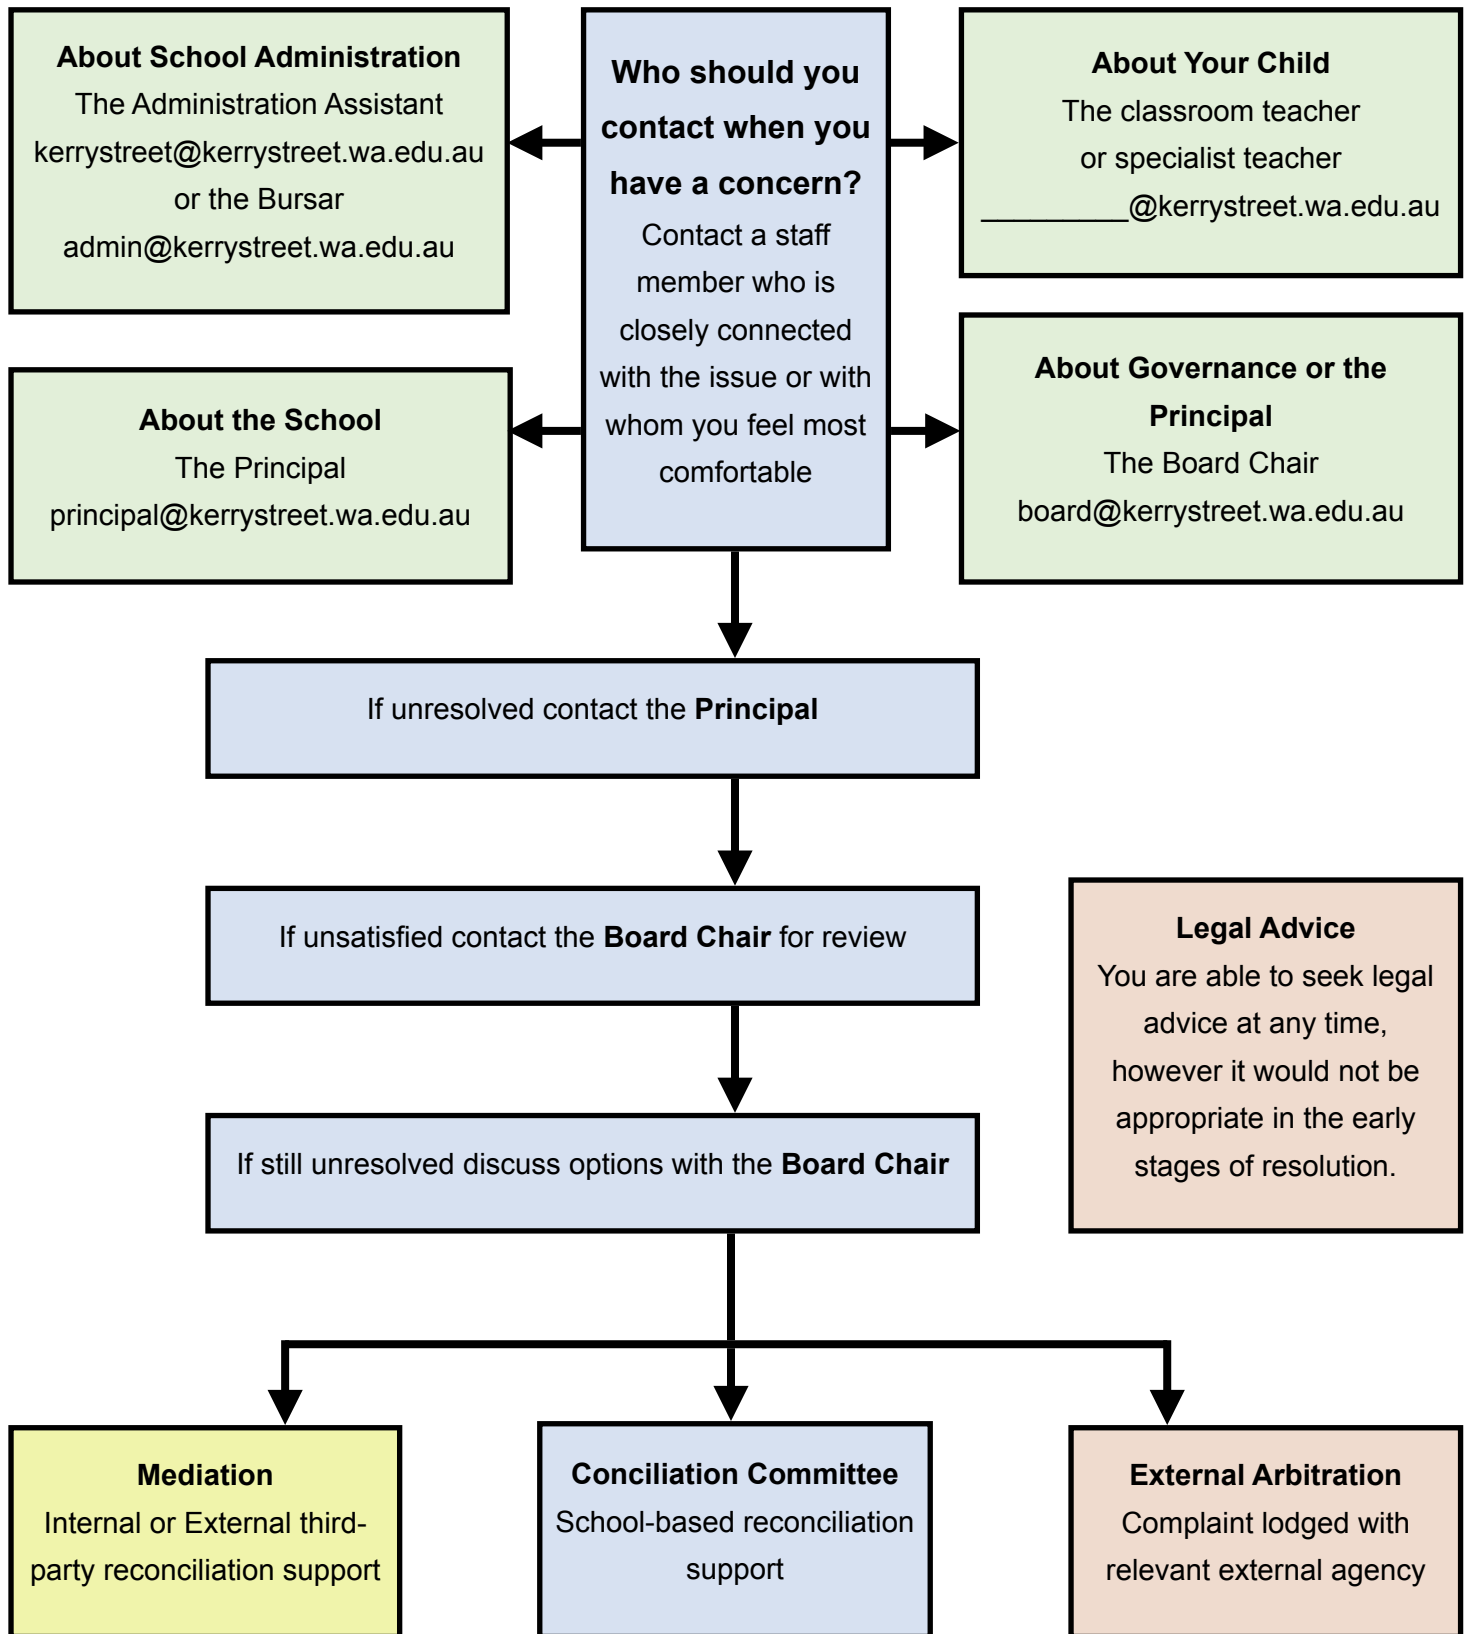 About School Administration
The Administration Assistant
kerrystreet@kerrystreet.wa.edu.au
or the Bursar
admin@kerrystreet.wa.edu.au
Who should you
contact when you
have a concern?
Contact a staff
member who is
closely connected
with the issue or with
whom you feel most
comfortable
About Your Child
The classroom teacher
or specialist teacher
_________@kerrystreet.wa.edu.au
About the School
The Principal
principal@kerrystreet.wa.edu.au
About Governance or the
Principal
The Board Chair
board@kerrystreet.wa.edu.au
If unresolved contact the Principal
If unsatisfied contact the Board Chair for review
If still unresolved discuss options with the Board Chair
Legal Advice
You are able to seek legal
advice at any time,
however it would not be
appropriate in the early
stages of resolution.
Mediation
Internal or External third-
party reconciliation support
Conciliation Committee
School-based reconciliation
support
External Arbitration
Complaint lodged with
relevant external agency